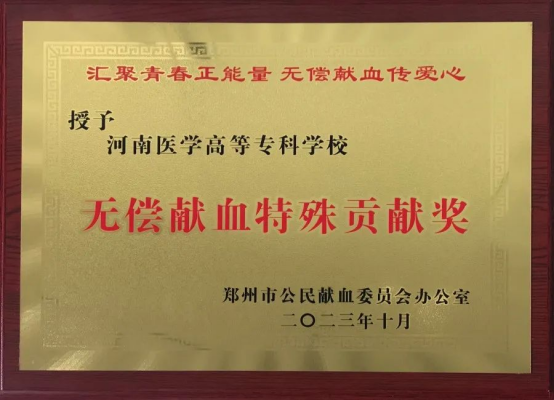 汇聚青春正能量 无偿献血传爱心
授予
河南医学高等专科学校
无偿献血特殊贡献奖
郑州市公民献血委员会办公室
二〇二三年十月